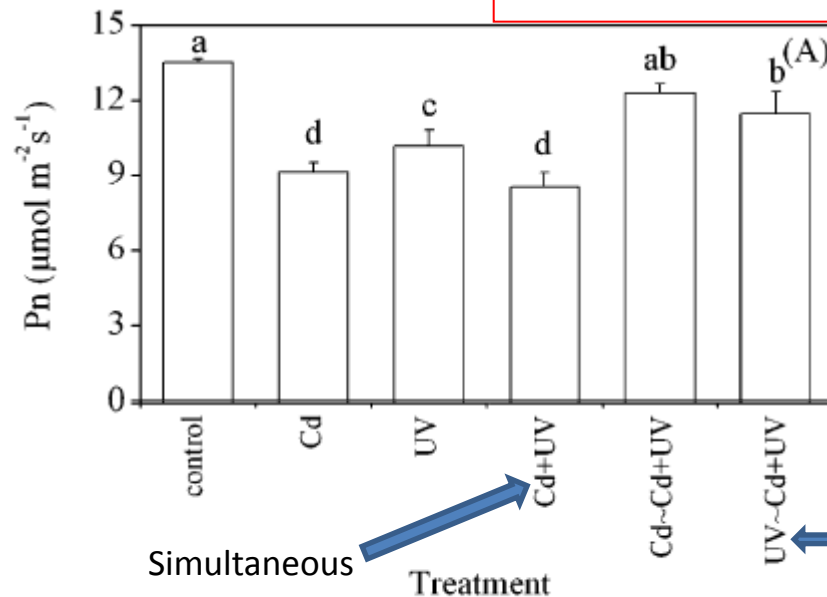 15
12
9
6
3
0
Pn (μmol m⁻² s⁻¹)
a
d
c
d
ab
b
(A)
control
Cd
UV
Cd+UV
Cd~Cd+UV
UV~Cd+UV
Simultaneous
Treatment